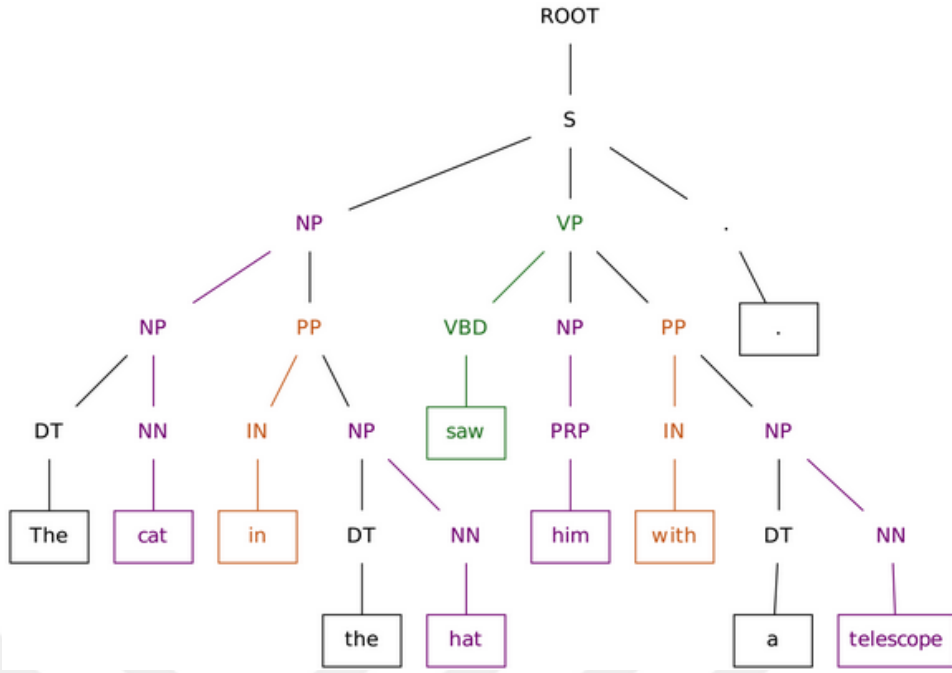 ROOT
S
NP VP .
NP PP VBD NP PP .
DT NN IN NP saw PRP IN NP
The cat in DT NN him with DT NN
the hat a telescope